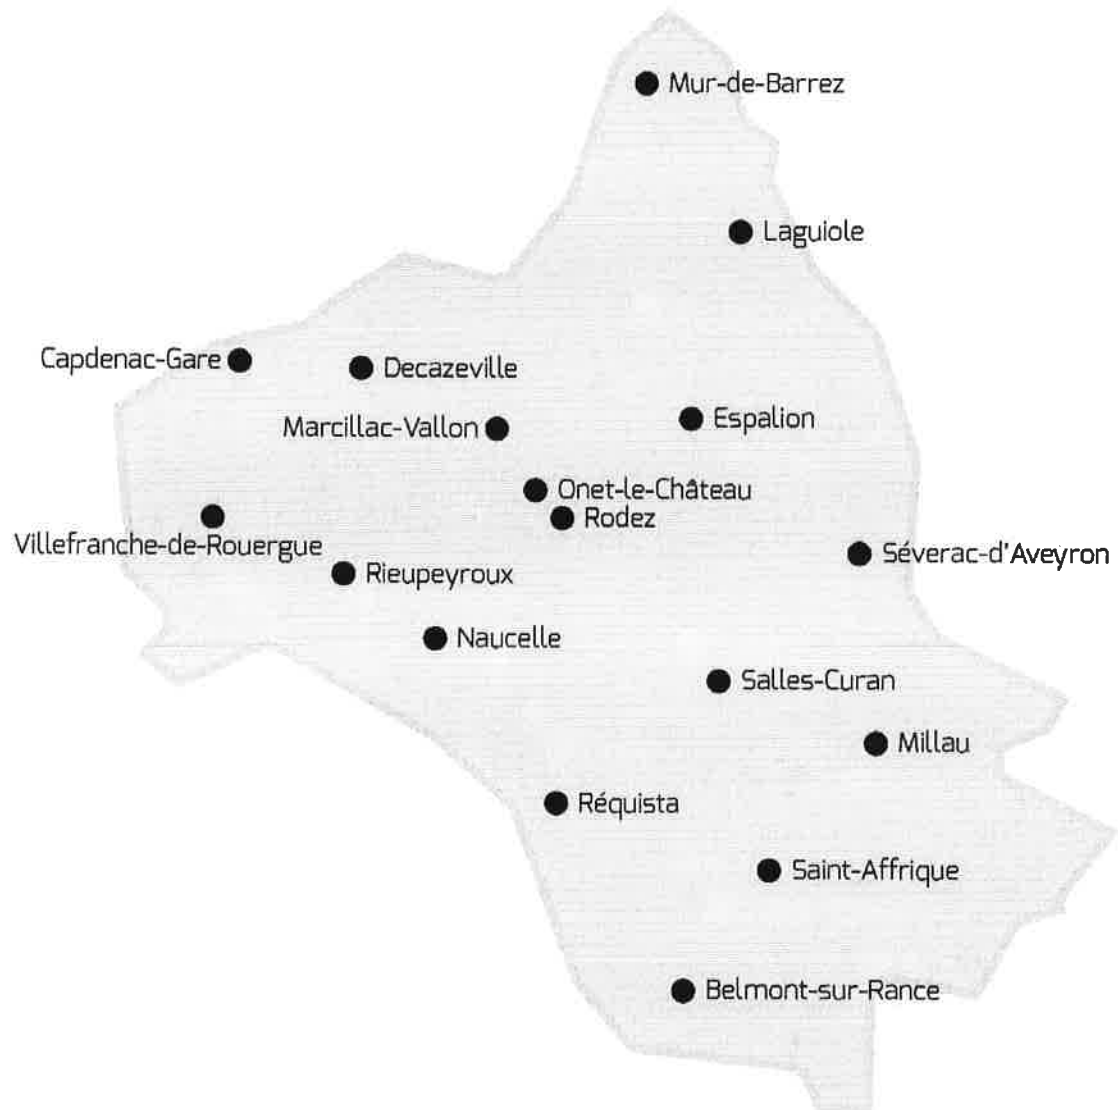 Mur-de-Barrez
Laguiole
Capdenac-Gare
Decazeville
Espalion
Marcillac-Vallon
Onet-le-Château
Rodez
Villefranche-de-Rouergue
Séverac-d'Aveyron
Rieupeyroux
Naucelle
Salles-Curan
Millau
Réquista
Saint-Affrique
Belmont-sur-Rance